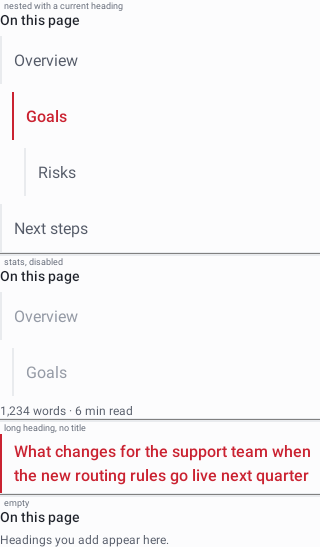 nested with a current heading
On this page
Overview
Goals
Risks
Next steps
stats, disabled
On this page
Overview
Goals
1,234 words · 6 min read
long heading, no title
What changes for the support team when
the new routing rules go live next quarter
empty
On this page
Headings you add appear here.